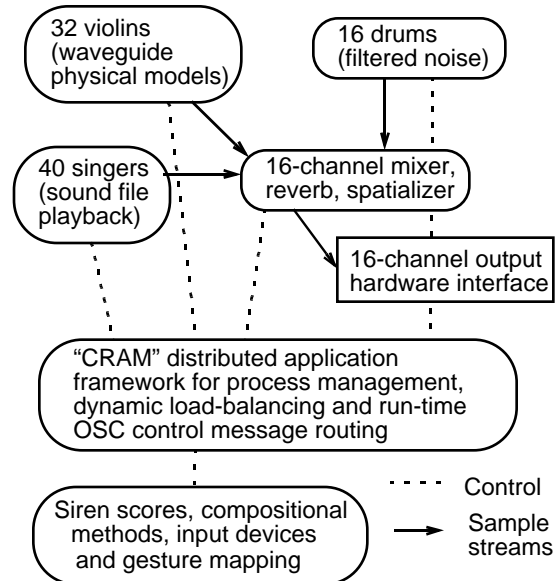 32 violins
(waveguide
physical models)
16 drums
(filtered noise)
40 singers
(sound file
playback)
16-channel mixer,
reverb, spatializer
16-channel output
hardware interface
“CRAM” distributed application
framework for process management,
dynamic load-balancing and run-time
OSC control message routing
Siren scores, compositional
methods, input devices
and gesture mapping
Control
Sample
streams